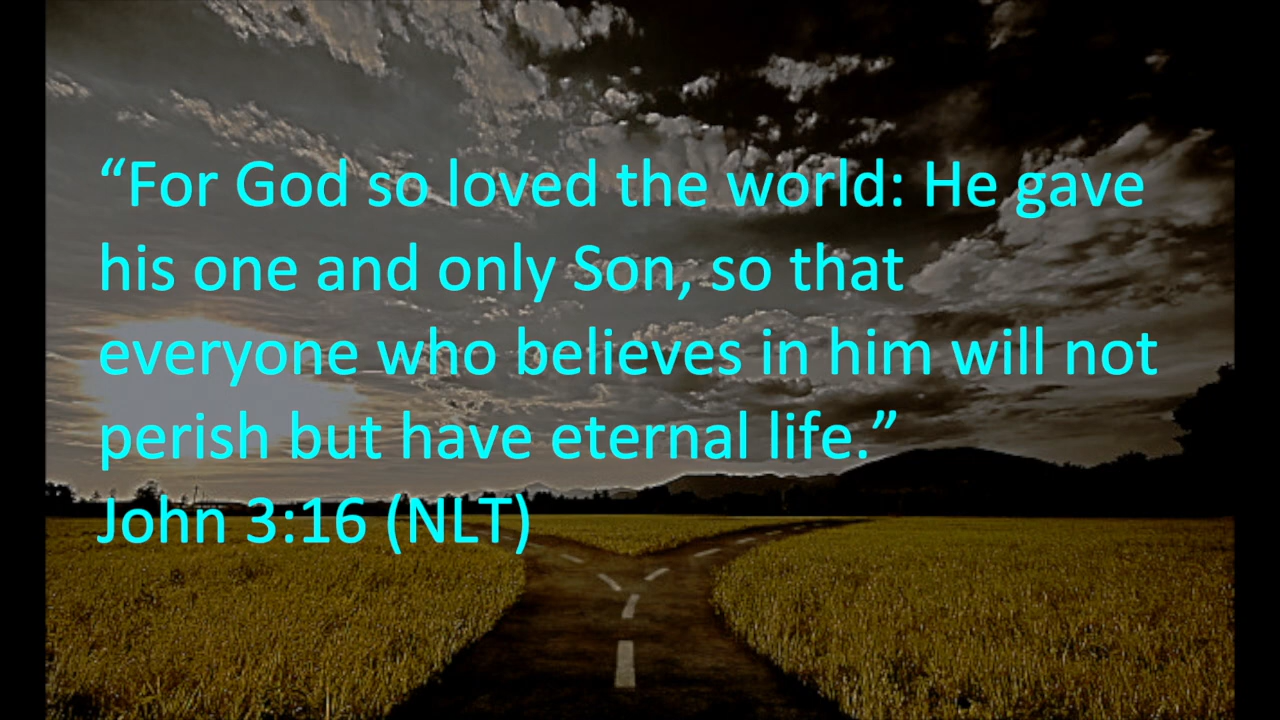 “For God so loved the world: He gave
his one and only Son, so that
everyone who believes in him will not
perish but have eternal life.”
John 3:16 (NLT)